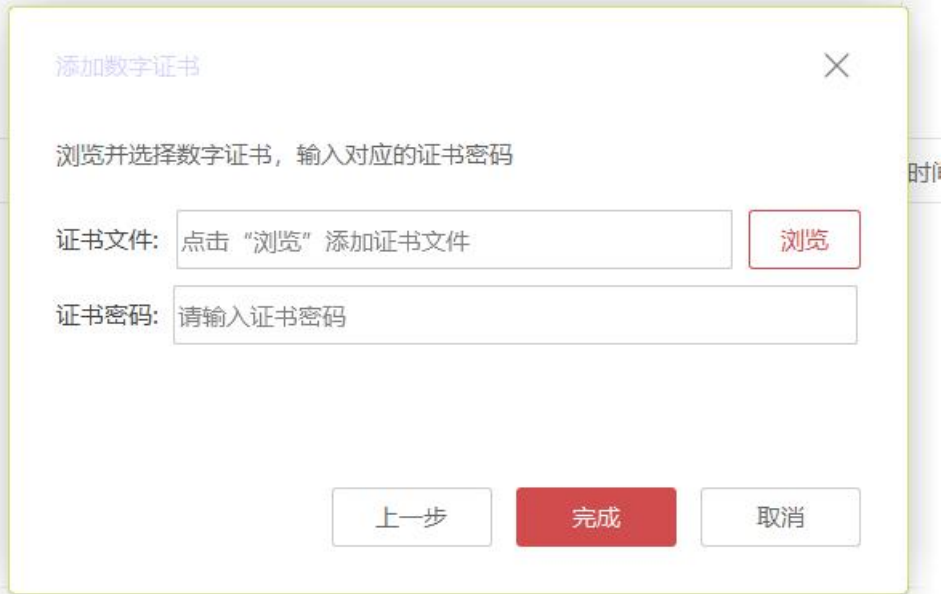 添加数字证书
浏览并选择数字证书，输入对应的证书密码
时间
证书文件: 点击“浏览”添加证书文件 浏览
证书密码: 请输入证书密码
上一步 完成 取消